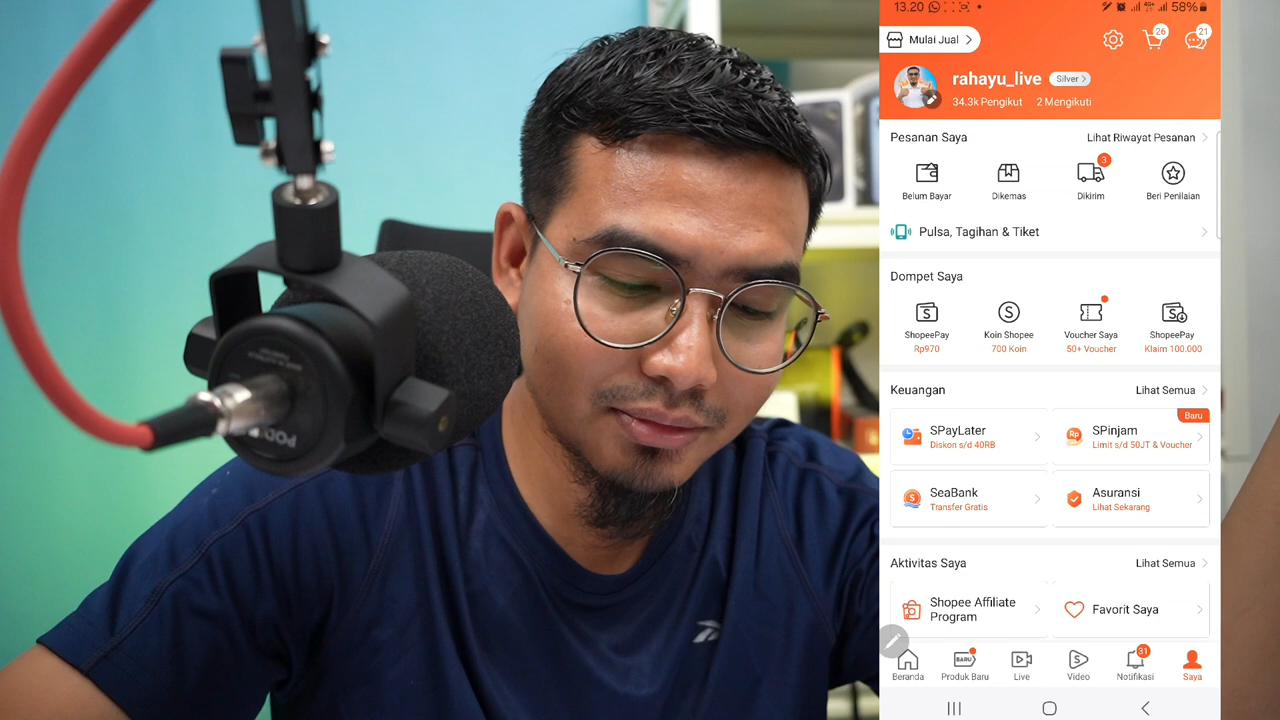 13.20
58%
Mulai Jual
26
21
rahayu_live
Silver
34.3k Pengikut 2 Mengikuti
Pesanan Saya
Lihat Riwayat Pesanan
3
Belum Bayar
Dikemas
Dikirim
Beri Penilaian
Pulsa, Tagihan & Tiket
Dompet Saya
ShopeePay
Koin Shopee
Voucher Saya
ShopeePay
Rp970
700 Koin
50+ Voucher
Klaim 100.000
Keuangan
Lihat Semua
Baru
SPayLater
Diskon s/d 40RB
SPinjam
Limit s/d 50JT & Voucher
SeaBank
Transfer Gratis
Asuransi
Lihat Sekarang
Aktivitas Saya
Lihat Semua
Shopee Affiliate
Program
Favorit Saya
BARU
31
Beranda
Produk Baru
Live
Video
Notifikasi
Saya